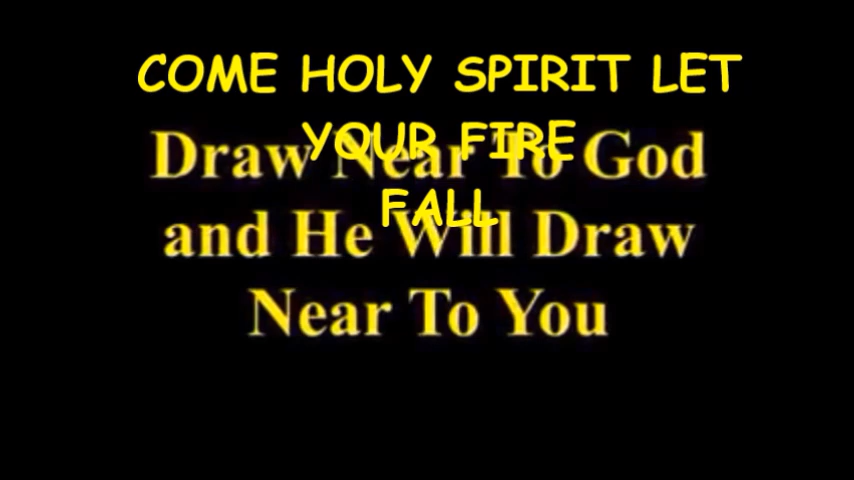 COME HOLY SPIRIT LET
YOUR FIRE
Draw Near To God
FALL
and He Will Draw
Near To You